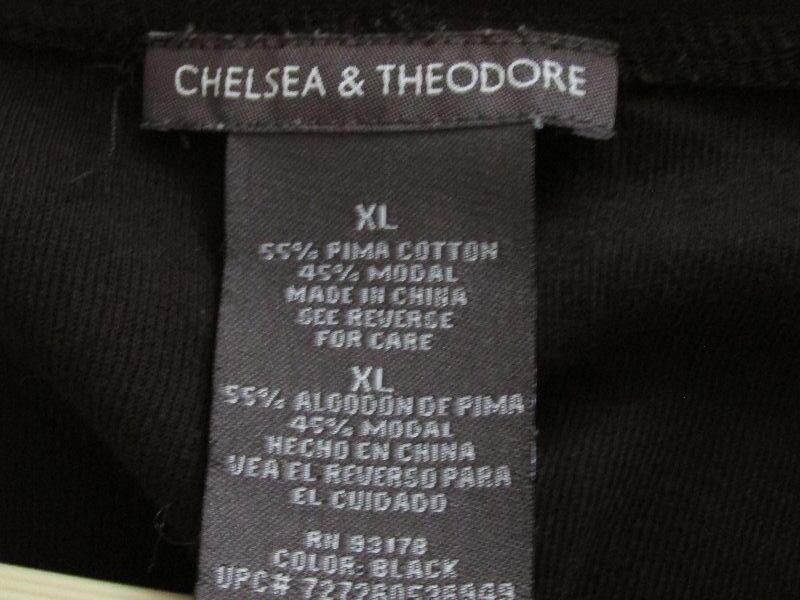 CHELSEA & THEODORE
XL
55% PIMA COTTON
45% MODAL
MADE IN CHINA
SEE REVERSE
FOR CARE
XL
55% ALGODON DE PIMA
45% MODAL
HECHO EN CHINA
VEA EL REVERSO PARA
EL CUIDADO
RN 93178
COLOR: BLACK
UPC#